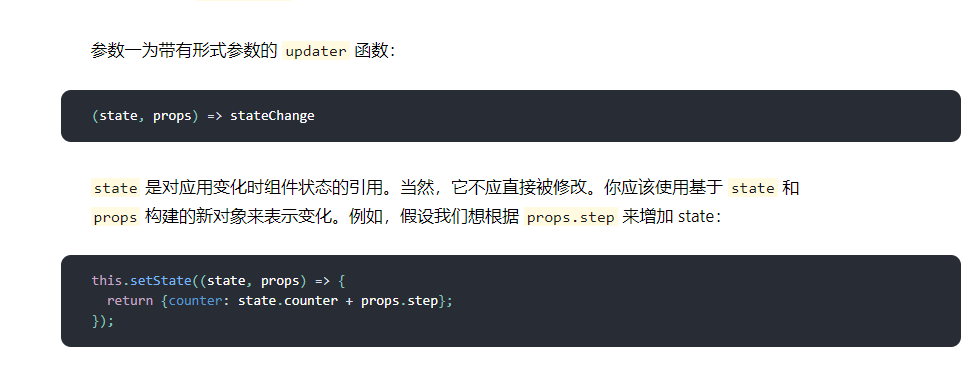 参数一为带有形式参数的 updater 函数：
(state, props) => stateChange
state 是对应用变化时组件状态的引用。当然，它不应直接被修改。你应该使用基于 state 和
props 构建的新对象来表示变化。例如，假设我们想根据 props.step 来增加 state：
this.setState((state, props) => {
  return {counter: state.counter + props.step};
});